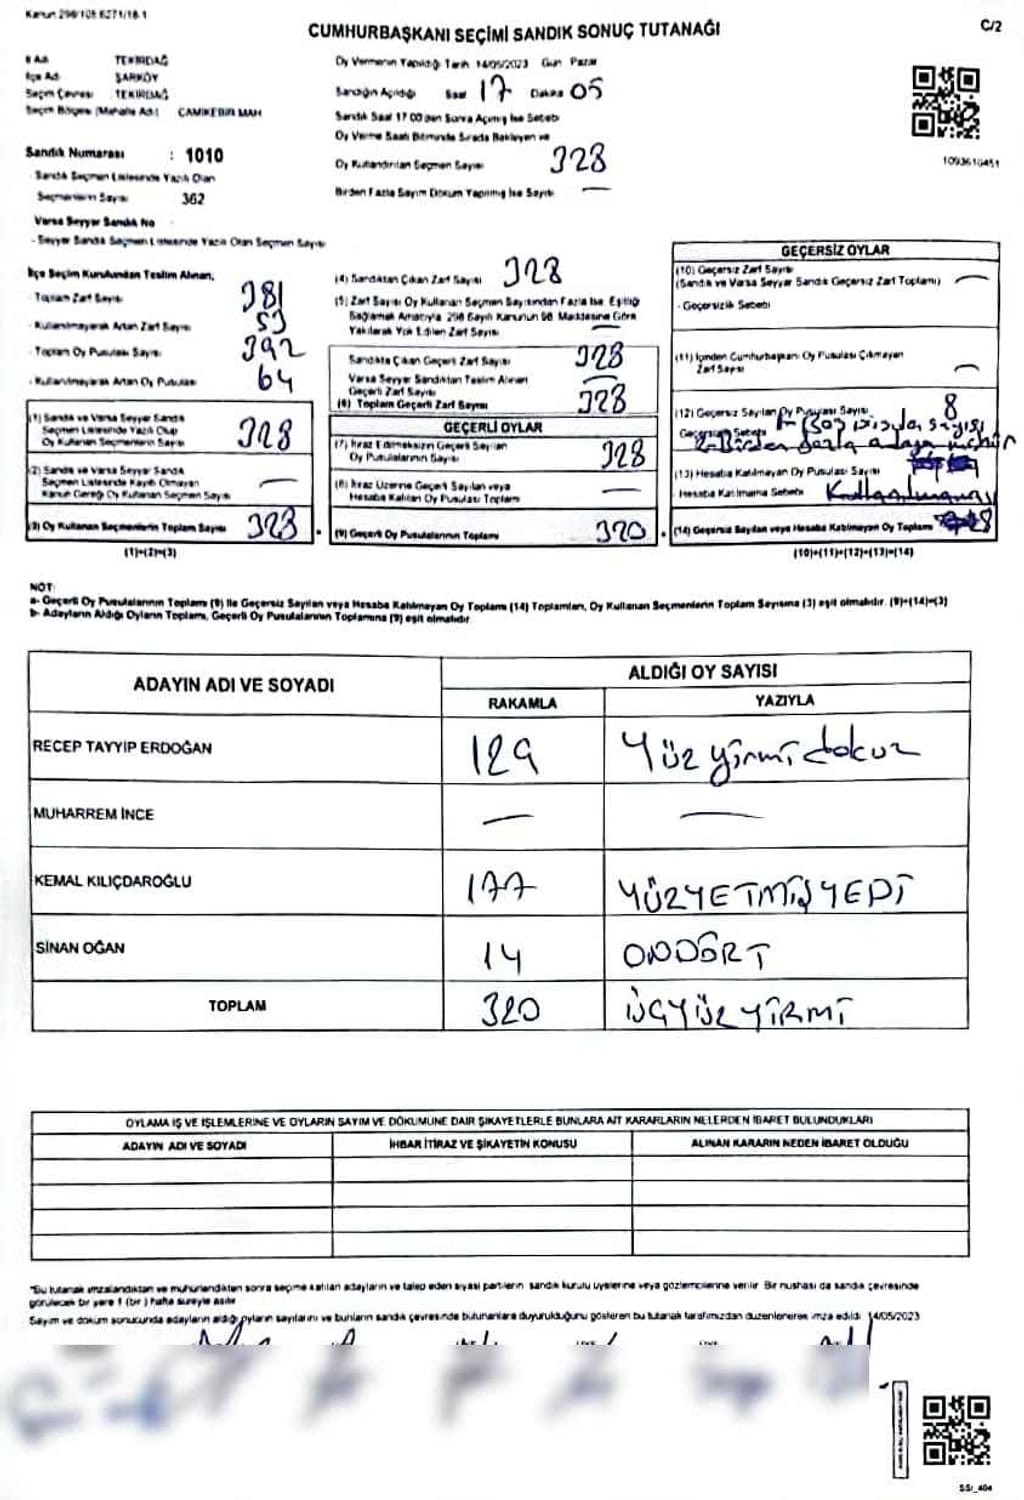 Kanun 298/105 6271/18.1
CUMHURBAŞKANI SEÇİMİ SANDIK SONUÇ TUTANAĞI
C/2
İl Adı TEKİRDAĞ
İlçe Adı ŞARKÖY
Seçim Çevresi TEKİRDAĞ
Seçim Bölgesi (Mahalle Adı) CAMİKEBİR MAH
Sandık Numarası : 1010
- Sandık Seçmen Listesinde Yazılı Olan
Seçmenlerin Sayısı 362
Varsa Seyyar Sandık No
- Seyyar Sandık Seçmen Listesinde Yazılı Olan Seçmen Sayısı
Oy Vermenin Yapıldığı Tarih 14/05/2023 Gün Pazar
Sandığın Açıldığı Saat 17 Dakika 05
Sandık Saat 17 00'den Sonra Açılmış İse Sebebi
Oy Verme Saati Bitiminde Sırada Bekleyen ve
Oy Kullandırılan Seçmen Sayısı 328
Birden Fazla Sayım Döküm Yapılmış İse Sayısı —
1093610451
İlçe Seçim Kurulundan Teslim Alınan;
- Toplam Zarf Sayısı 381
- Kullanılmayarak Artan Zarf Sayısı 53
- Toplam Oy Pusulası Sayısı 392
- Kullanılmayarak Artan Oy Pusulası 64
(1) Sandık ve Varsa Seyyar Sandık
Seçmen Listesinde Yazılı Olup
Oy Kullanan Seçmenlerin Sayısı 328
(2) Sandık ve Varsa Seyyar Sandık
Seçmen Listesinde Kayıtlı Olmayan
Kanun Gereği Oy Kullanan Seçmen Sayısı —
(3) Oy Kullanan Seçmenlerin Toplam Sayısı 328
(1)+(2)=(3)
(4) Sandıktan Çıkan Zarf Sayısı 328
(5) Zarf Sayısı Oy Kullanan Seçmen Sayısından Fazla İse, Eşitliği
Sağlamak Amacıyla 298 Sayılı Kanunun 98. Maddesine Göre
Yakılarak Yok Edilen Zarf Sayısı —
Sandıkta Çıkan Geçerli Zarf Sayısı 328
Varsa Seyyar Sandıktan Teslim Alınan
Geçerli Zarf Sayısı —
(6) Toplam Geçerli Zarf Sayısı 328
GEÇERLİ OYLAR
(7) İtiraz Edilmeksizin Geçerli Sayılan
Oy Pusulalarının Sayısı 328
(8) İtiraz Üzerine Geçerli Sayılan veya
Hesaba Katılan Oy Pusulası Toplamı —
(9) Geçerli Oy Pusulalarının Toplamı 320
GEÇERSİZ OYLAR
(10) Geçersiz Zarf Sayısı
(Sandık ve Varsa Seyyar Sandık Geçersiz Zarf Toplamı) —
- Geçersizlik Sebebi
(11) İçinden Cumhurbaşkanı Oy Pusulası Çıkmayan
Zarf Sayısı —
(12) Geçersiz Sayılan Oy Pusulası Sayısı 8
Geçersizlik Sebebi
2- Birden fazla adaya mühür
(13) Hesaba Katılmayan Oy Pusulası Sayısı
- Hesaba Katılmama Sebebi
(14) Geçersiz Sayılan veya Hesaba Katılmayan Oy Toplamı 8
(10)+(11)+(12)+(13)=(14)
NOT:
a- Geçerli Oy Pusulalarının Toplamı (9) ile Geçersiz Sayılan veya Hesaba Katılmayan Oy Toplamı (14) Toplamları, Oy Kullanan Seçmenlerin Toplam Sayısına (3) eşit olmalıdır. (9)+(14)=(3)
b- Adayların Aldığı Oyların Toplamı, Geçerli Oy Pusulalarının Toplamına (9) eşit olmalıdır
ADAYIN ADI VE SOYADI
ALDIĞI OY SAYISI
RAKAMLA YAZIYLA
RECEP TAYYİP ERDOĞAN 129 Yüz yirmi dokuz
MUHARREM İNCE — —
KEMAL KILIÇDAROĞLU 177 YÜZYETMİŞYEDİ
SİNAN OĞAN 14 ONDÖRT
TOPLAM 320 ÜÇYÜZYİRMİ
OYLAMA İŞ VE İŞLEMLERİNE VE OYLARIN SAYIM VE DÖKÜMÜNE DAİR ŞİKAYETLERLE BUNLARA AİT KARARLARIN NELERDEN İBARET BULUNDUKLARI
ADAYIN ADI VE SOYADI İHBAR İTİRAZ VE ŞİKAYETİN KONUSU ALINAN KARARIN NEDEN İBARET OLDUĞU
*Bu tutanak imzalandıktan ve mühürlendikten sonra seçime katılan adayların ve talep eden siyasi partilerin sandık kurulu üyelerine veya gözlemcilerine verilir. Bir nüshası da sandık çevresinde
görülecek bir yere 1 (bir) hafta süreyle asılır
Sayım ve döküm sonucunda adayların aldığı oyların sayılarını ve bunların sandık çevresinde bulunanlara duyurulduğunu gösteren bu tutanak tarafımızdan düzenlenerek imza edildi. 14/05/2023
SSİ_404